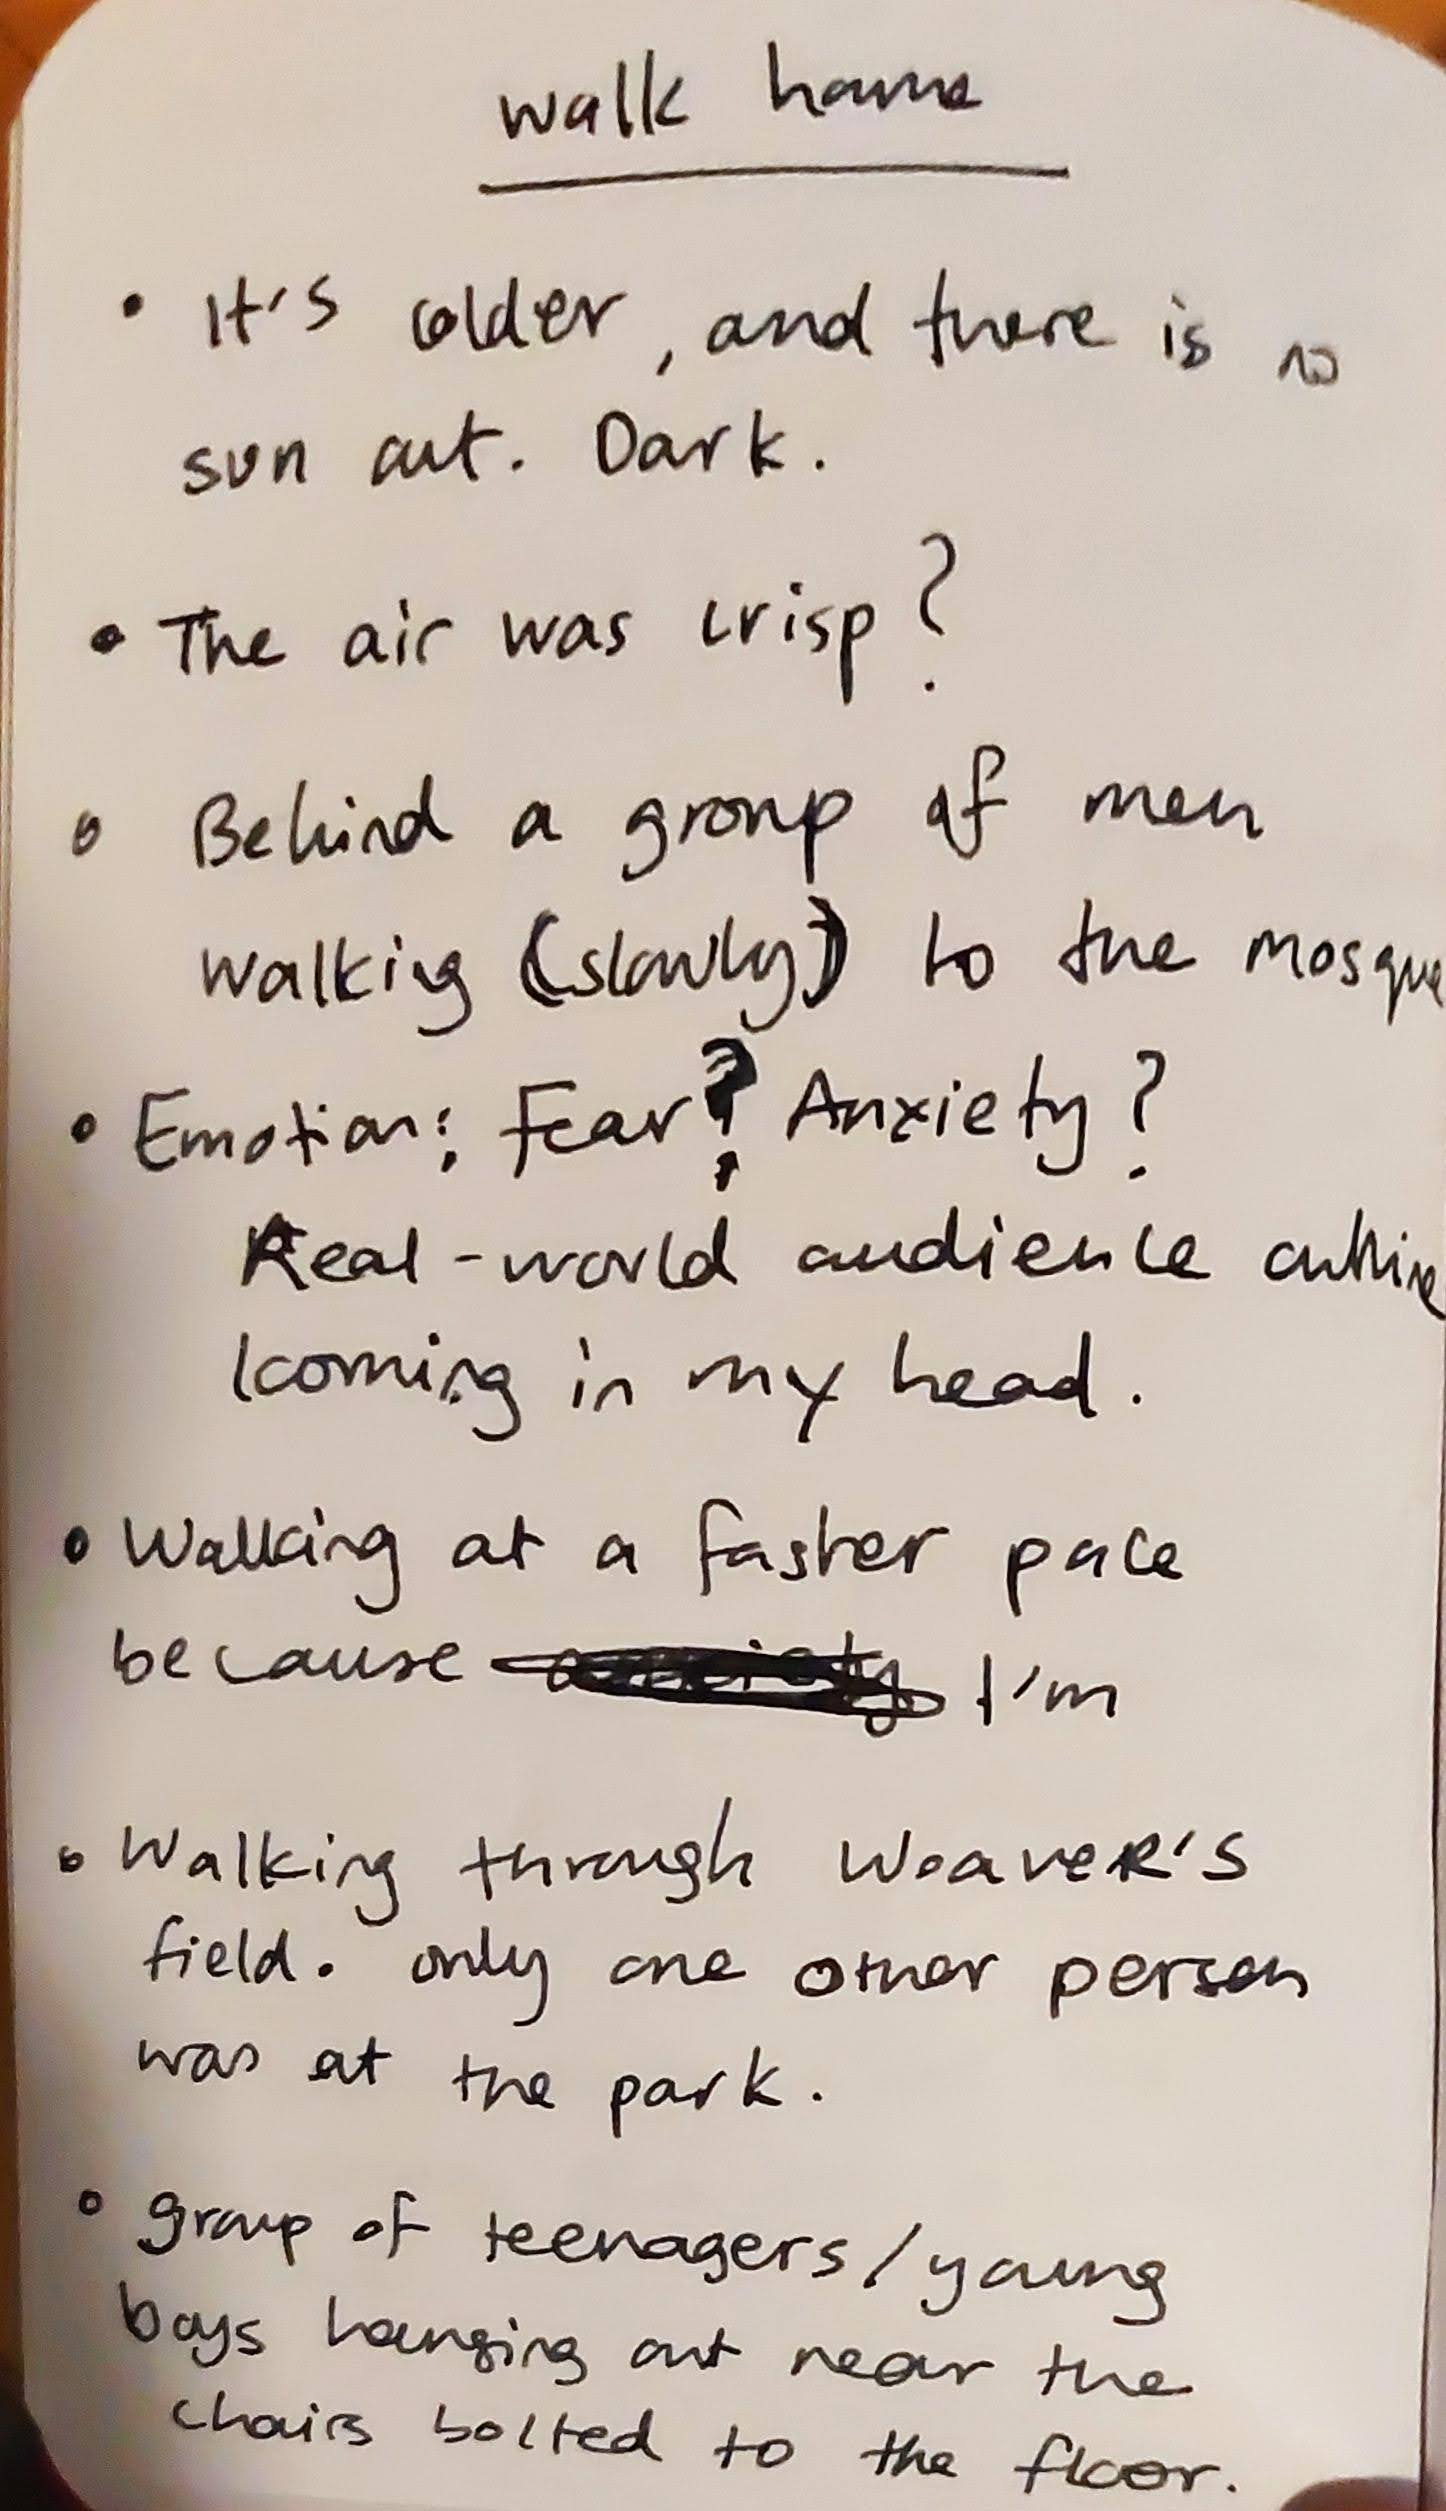 walk home
• It's colder, and there is no
sun out. Dark.
• The air was crisp?
• Behind a group of men
walking (slowly) to the mosque
• Emotion: Fear? Anxiety?
Real-world audience outline
looming in my head.
• Walking at a faster pace
because anxiety I'm
• Walking through Weaver's
field. only one other person
was at the park.
• group of teenagers/young
boys hanging out near the
chairs bolted to the floor.